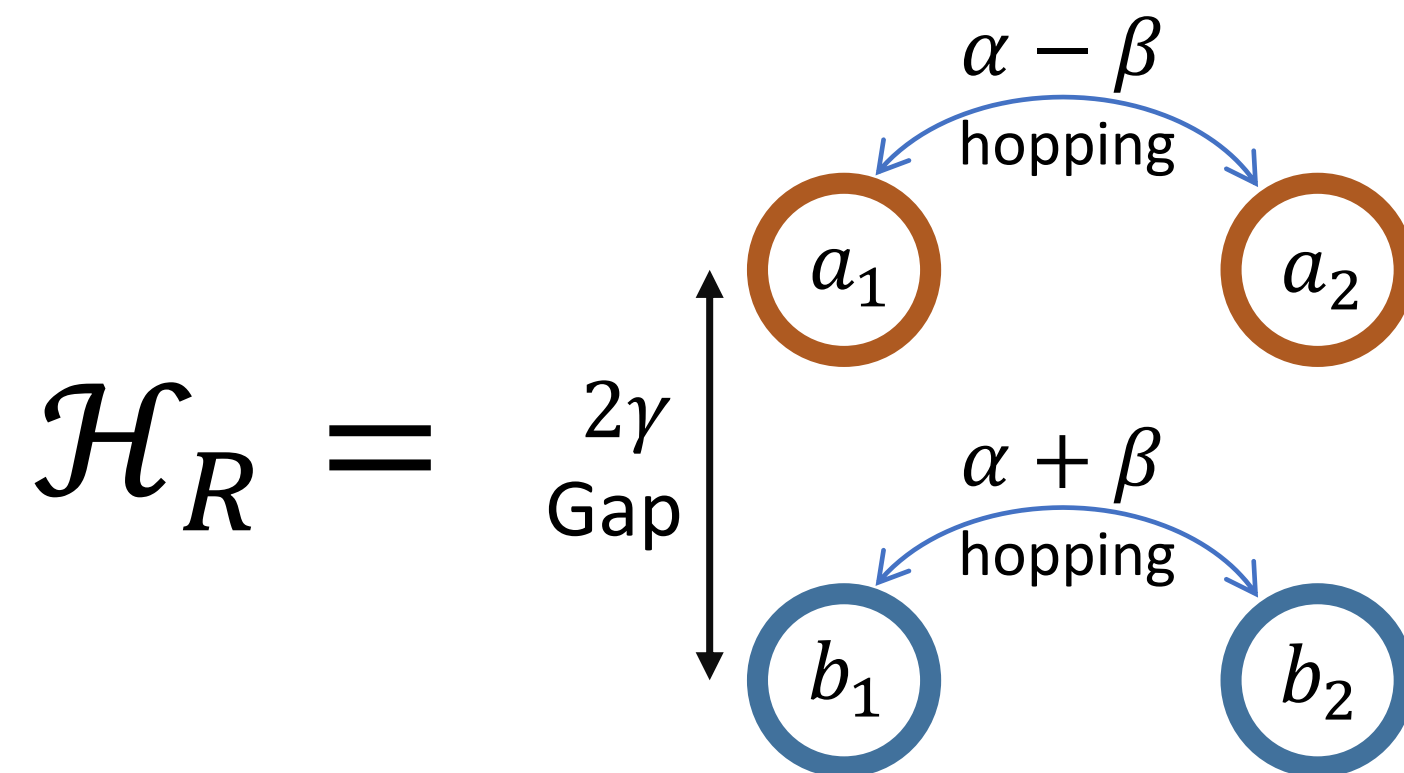 α − β
hopping
a₁
a₂
ℋ_R =
2γ
Gap
α + β
hopping
b₁
b₂